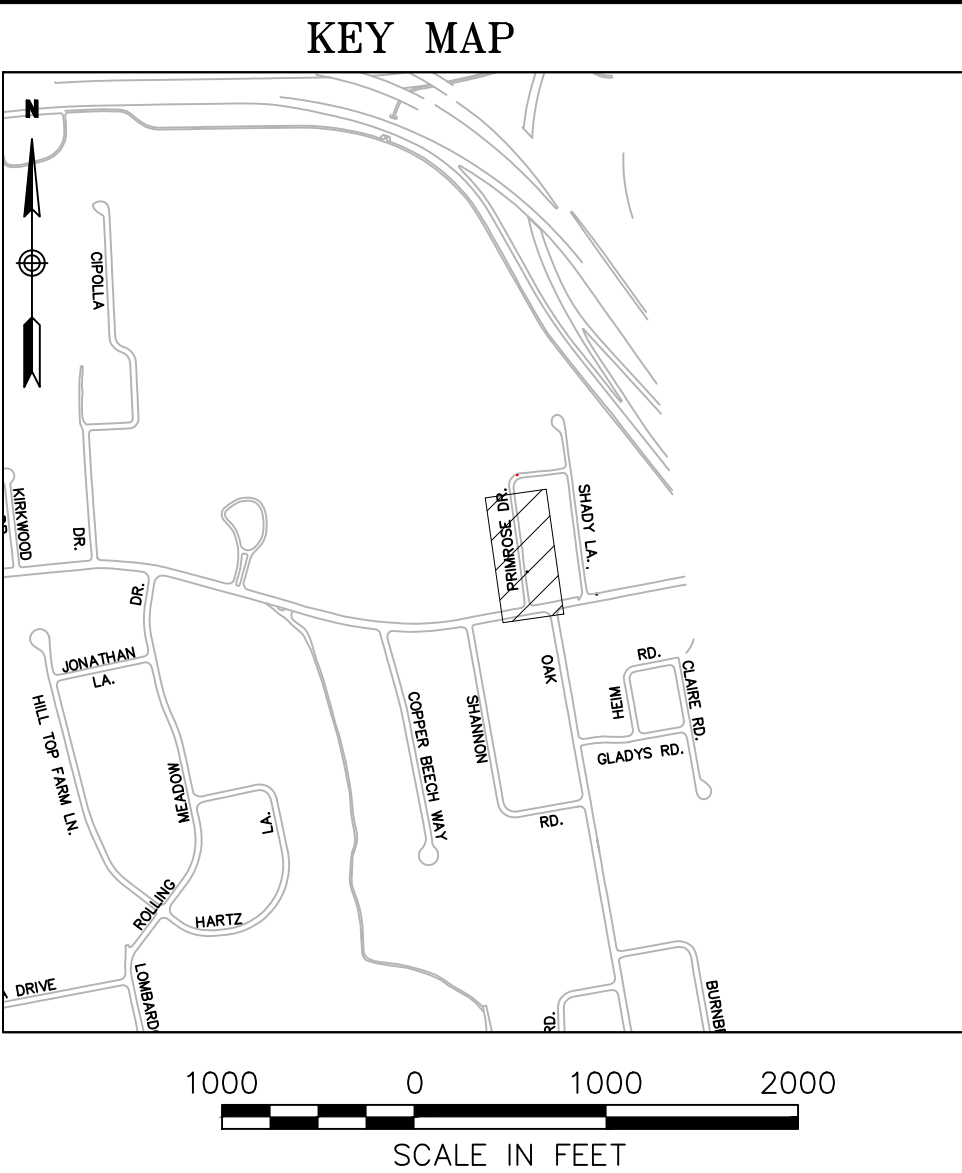 KEY MAP
N
CIPOLLA
DR.
KIRKWOOD
PRIMROSE DR.
SHADY LA.
DR.
JONATHAN
LA.
HILL TOP FARM LN.
MEADOW
LA.
ROLLING
HARTZ
DRIVE
COPPER BEECH WAY
SHANNON
RD.
OAK
HEIM
RD.
CLAIRE RD.
GLADYS RD.
RD.
1000 0 1000 2000
SCALE IN FEET